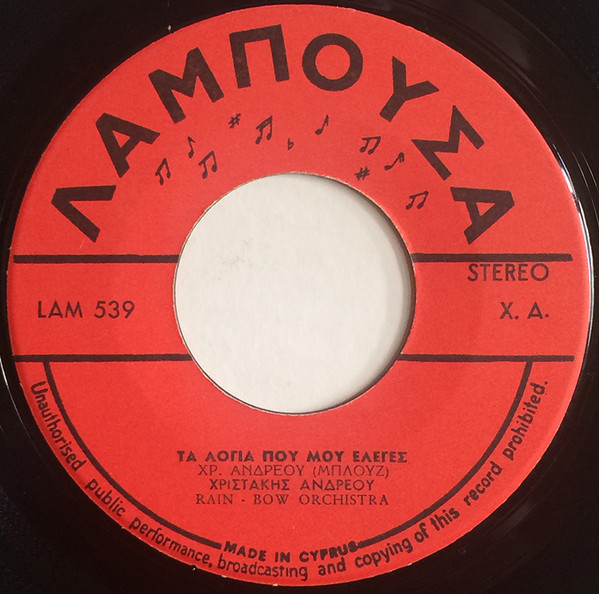 ΛΑΜΠΟΥΣΑ
STEREO
LAM 539
X. A.
ΤΑ ΛΟΓΙΑ ΠΟΥ ΜΟΥ ΕΛΕΓΕΣ
ΧΡ. ΑΝΔΡΕΟΥ (ΜΠΛΟΥΖ)
ΧΡΙΣΤΑΚΗΣ ΑΝΔΡΕΟΥ
RAIN - BOW ORCHISTRA
MADE IN CYPRUS
Unauthorised public performance, broadcasting and copying of this record prohibited.